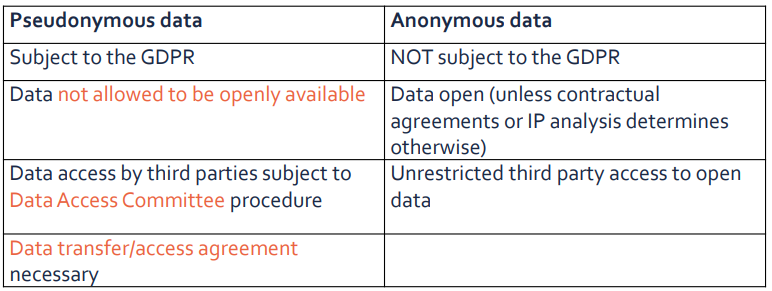 Pseudonymous data
Anonymous data
Subject to the GDPR
NOT subject to the GDPR
Data not allowed to be openly available
Data open (unless contractual
agreements or IP analysis determines
otherwise)
Data access by third parties subject to
Data Access Committee procedure
Unrestricted third party access to open
data
Data transfer/access agreement
necessary